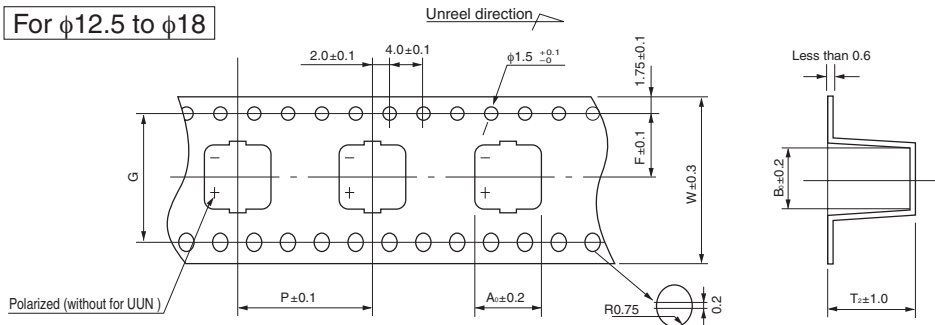 For φ12.5 to φ18
Unreel direction
2.0±0.1
4.0±0.1
φ1.5 +0.1 −0
1.75±0.1
Less than 0.6
G
F±0.1
W±0.3
B₀±0.2
−
+
−
+
−
+
Polarized (without for UUN )
P±0.1
A₀±0.2
R0.75
0.2
T₂±1.0